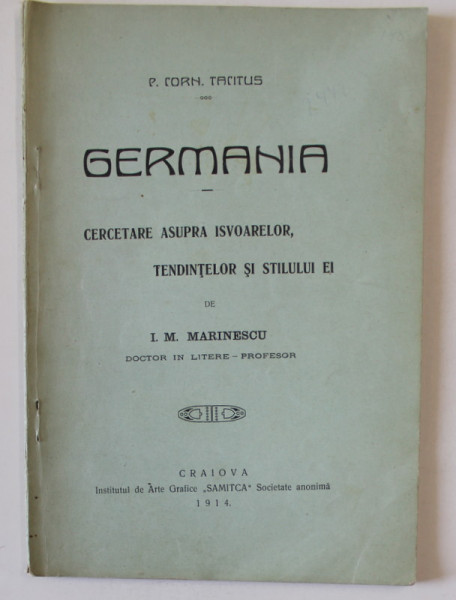 P. CORN. TACITUS
GERMANIA
CERCETARE ASUPRA ISVOARELOR,
TENDINȚELOR ȘI STILULUI EI
DE
I. M. MARINESCU
DOCTOR IN LITERE – PROFESOR
CRAIOVA
Institutul de Arte Grafice „SAMITCA“ Societate anonimă
1914.